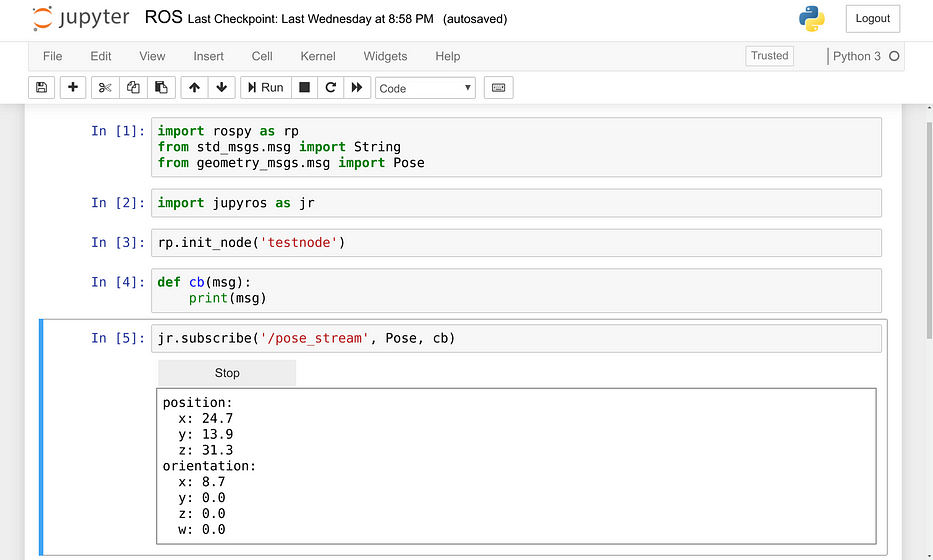 jupyter ROS Last Checkpoint: Last Wednesday at 8:58 PM (autosaved) Logout
File Edit View Insert Cell Kernel Widgets Help Trusted Python 3
Run Code
In [1]: import rospy as rp
from std_msgs.msg import String
from geometry_msgs.msg import Pose
In [2]: import jupyros as jr
In [3]: rp.init_node('testnode')
In [4]: def cb(msg):
    print(msg)
In [5]: jr.subscribe('/pose_stream', Pose, cb)
Stop
position:
  x: 24.7
  y: 13.9
  z: 31.3
orientation:
  x: 8.7
  y: 0.0
  z: 0.0
  w: 0.0